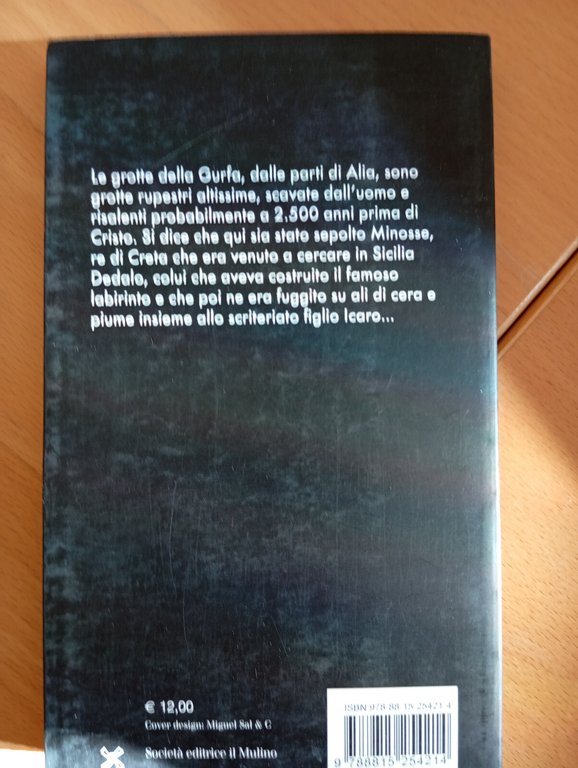 Le grotte della Gurfa, dalle parti di Alia, sono
grotte rupestri altissime, scavate dall'uomo e
risalenti probabilmente a 2.500 anni prima di
Cristo. Si dice che qui sia stato sepolto Minosse,
re di Creta che era venuto a cercare in Sicilia
Dedalo, colui che aveva costruito il famoso
labirinto e che poi ne era fuggito su ali di cera e
piume insieme allo scriteriato figlio Icaro...
€ 12,00
Cover design: Miguel Sal & C
Società editrice il Mulino
ISBN 978-88-15-25421-4
9 788815 254214